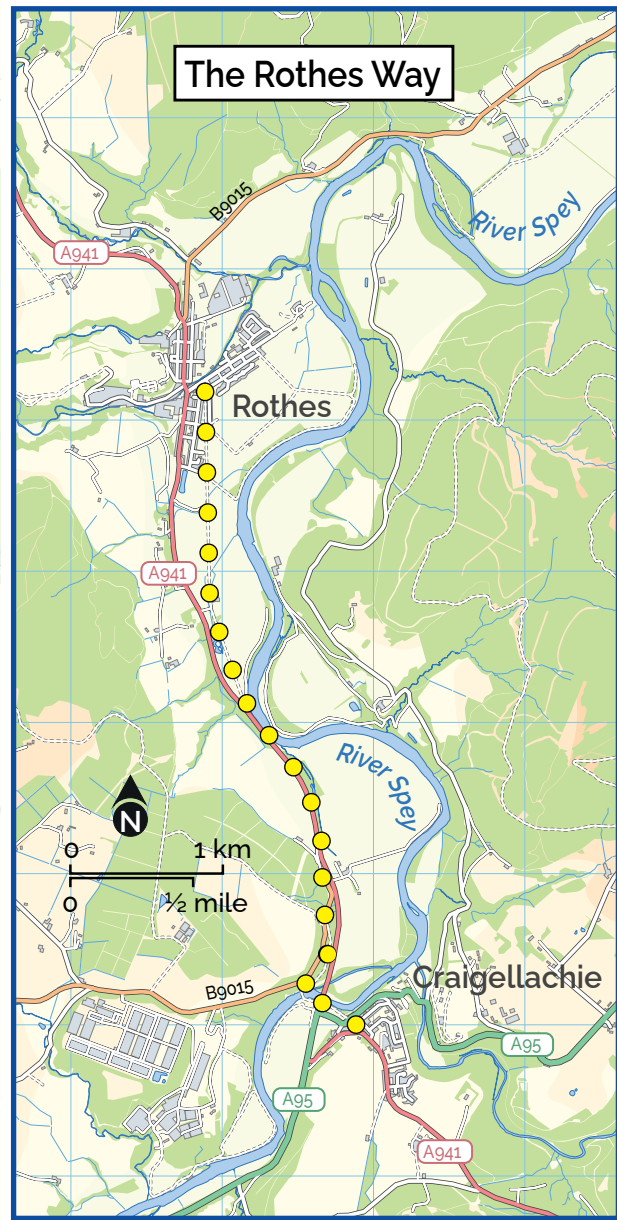 The Rothes Way
B9015
River Spey
A941
Rothes
A941
River Spey
N
0 1 km
0 ½ mile
Craigellachie
B9015
A95
A95
A941